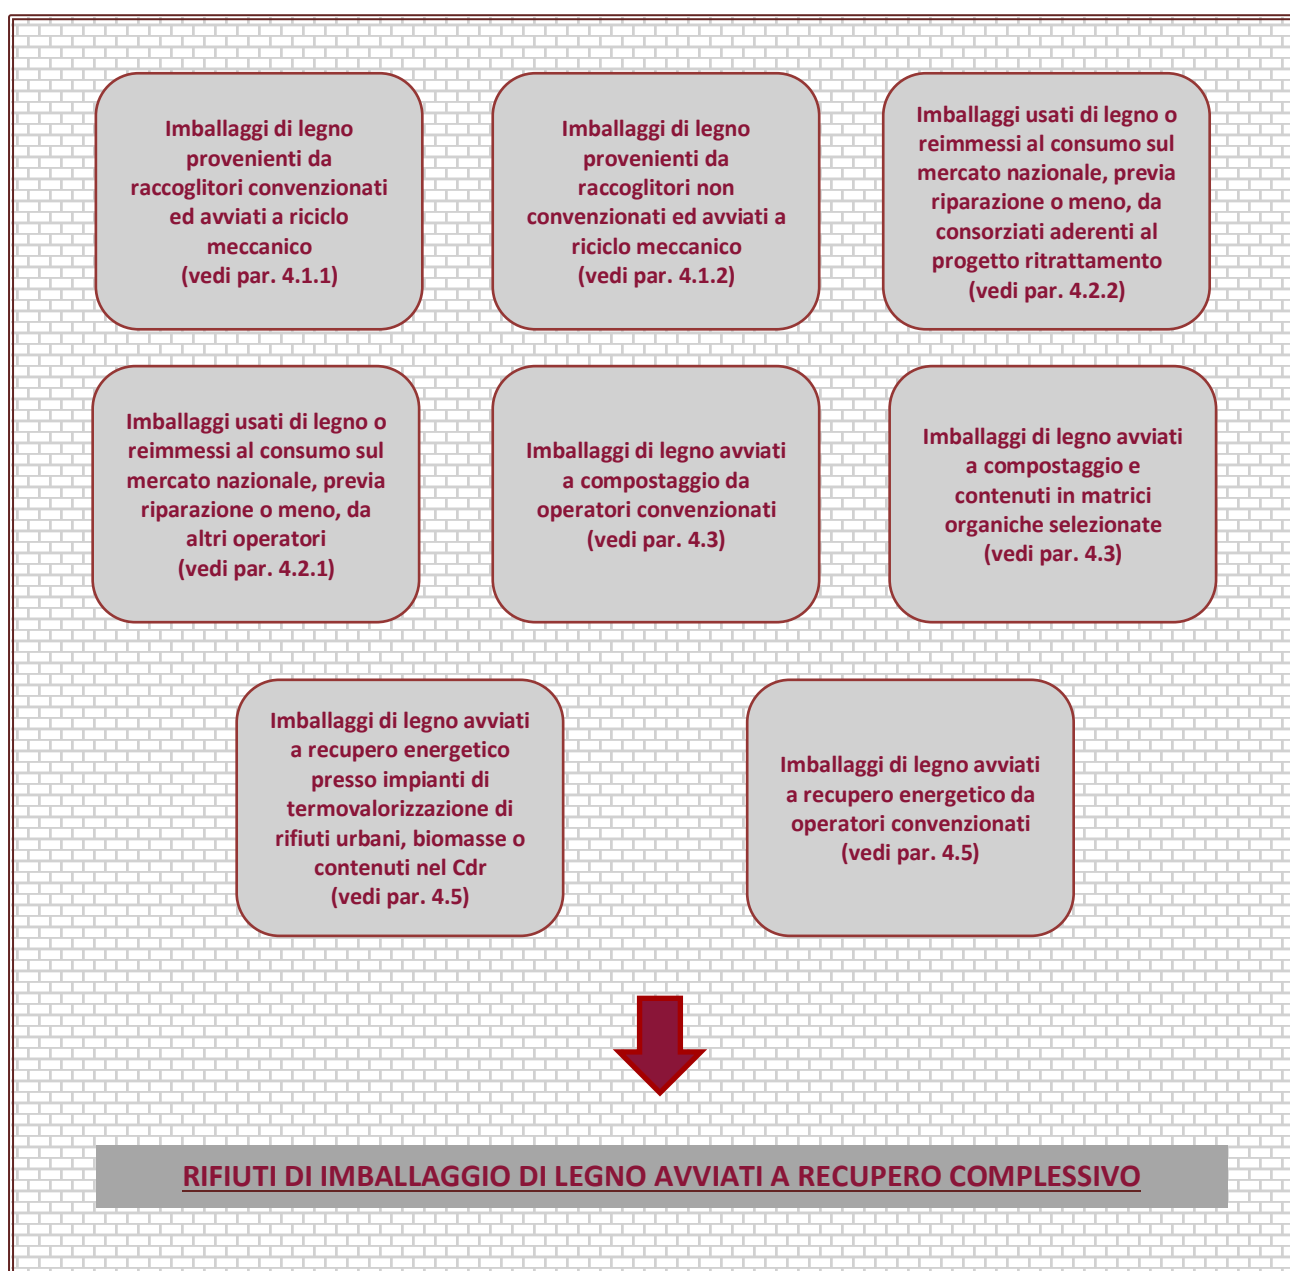 Imballaggi di legno
provenienti da
raccoglitori convenzionati
ed avviati a riciclo
meccanico
(vedi par. 4.1.1)
Imballaggi di legno
provenienti da
raccoglitori non
convenzionati ed avviati a
riciclo meccanico
(vedi par. 4.1.2)
Imballaggi usati di legno o
reimmessi al consumo sul
mercato nazionale, previa
riparazione o meno, da
consorziati aderenti al
progetto ritrattamento
(vedi par. 4.2.2)
Imballaggi usati di legno o
reimmessi al consumo sul
mercato nazionale, previa
riparazione o meno, da
altri operatori
(vedi par. 4.2.1)
Imballaggi di legno avviati
a compostaggio da
operatori convenzionati
(vedi par. 4.3)
Imballaggi di legno avviati
a compostaggio e
contenuti in matrici
organiche selezionate
(vedi par. 4.3)
Imballaggi di legno avviati
a recupero energetico
presso impianti di
termovalorizzazione di
rifiuti urbani, biomasse o
contenuti nel Cdr
(vedi par. 4.5)
Imballaggi di legno avviati
a recupero energetico da
operatori convenzionati
(vedi par. 4.5)
RIFIUTI DI IMBALLAGGIO DI LEGNO AVVIATI A RECUPERO COMPLESSIVO